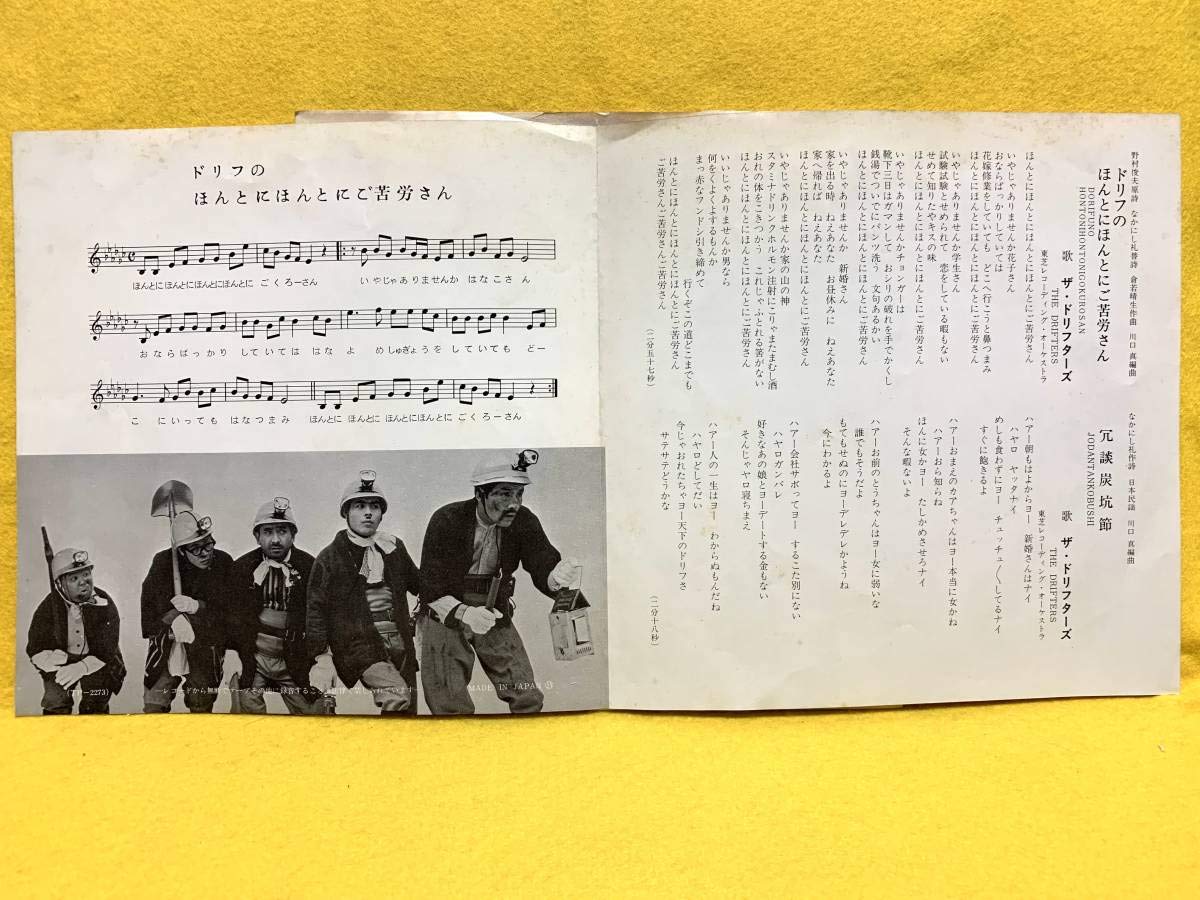 ドリフの
ほんとにほんとにご苦労さん
ほんとに ほんとに ほんとに ほんとに ごくろーさん いやじゃありませんか はなこさん
おならばっかり していては はな よ めしゅぎょうを していても どー
こ にいっても はなつまみ ほんとに ほんとに ほんとに ほんとに ごくろーさん
(TP-2273)
MADE IN JAPAN
野村俊夫原詩 なかにし礼替詩 倉若晴生作曲 川口真編曲
ドリフの
ほんとにほんとにご苦労さん
DORIFUNO
HONTONIHONTONIGOKUROSAN
歌 ザ・ドリフターズ
THE DRIFTERS
東芝レコーディング・オーケストラ
ほんとにほんとにほんとにほんとにご苦労さん
いやじゃありませんか花子さん
おならばっかりしていては
花嫁修業をしていても どこへ行こうと鼻つまみ
ほんとにほんとにほんとにほんとにご苦労さん
いやじゃありませんか学生さん
試験試験とせめられて 恋をしている暇もない
せめて知りたやキスの味
ほんとにほんとにほんとにほんとにご苦労さん
いやじゃありませんかチョンガーは
靴下三日はガマンして おシリの破れを手でかくし
銭湯でついでにパンツ洗う 文句あるかい
ほんとにほんとにほんとにほんとにご苦労さん
いやじゃありませんか 新婚さん
家を出る時 ねえあなた お昼休みに ねえあなた
家へ帰れば ねえあなた
ほんとにほんとにほんとにほんとにご苦労さん
いやじゃありませんか家の山の神
スタミナドリンクホルモン注射にこりゃまたまむし酒
おれの体をこきつかう これじゃふとれる筈がない
ほんとにほんとにほんとにほんとにご苦労さん
いいじゃありませんか男なら
何をくよくよするものか
まっ赤なフンドシ引き締めて 行くぞこの道どこまでも
ほんとにほんとにほんとにほんとにご苦労さん
ご苦労さんご苦労さんご苦労さん
(二分五十七秒)
なかにし礼作詩 日本民謡 川口真編曲
冗談炭坑節
JODANTANKOBUSHI
歌 ザ・ドリフターズ
THE DRIFTERS
東芝レコーディング・オーケストラ
ハアー朝もはよからヨー 新婚さんはナイ
ハヤロ ヤッタナイ
めしも食わずにヨー チュッチュ〱してるナイ
すぐに飽きるよ
ハアーおまえのカアちゃんはヨー本当に女かね
ハアーおら知らね
ほんに女かヨー たしかめさせろナイ
そんな暇ないよ
ハアーお前のとうちゃんはヨー女に弱いな
誰でもそうだよ
もてもせぬのにヨーデレデレかようね
今にわかるよ
ハアー会社サボってヨー するこた別にない
ハヤロガンバレ
好きなあの娘とヨーデートする金もない
そんじゃヤロ寝ちまえ
ハアー人の一生はヨー わからぬもんだね
ハヤロどしてだい
今じゃおれたちゃヨー天下のドリフさ
サテサテどうかな
(二分十八秒)